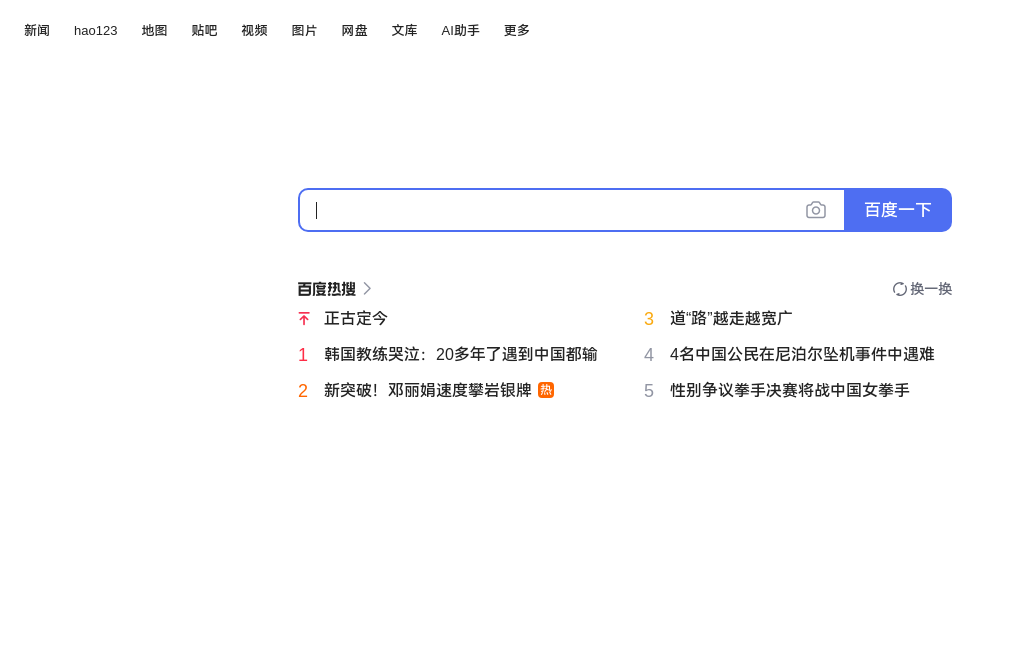 新闻 hao123 地图 贴吧 视频 图片 网盘 文库 AI助手 更多
百度一下
百度热搜 换一换
正古定今
1 韩国教练哭泣：20多年了遇到中国都输
2 新突破！邓丽娟速度攀岩银牌 热
3 道“路”越走越宽广
4 4名中国公民在尼泊尔坠机事件中遇难
5 性别争议拳手决赛将战中国女拳手